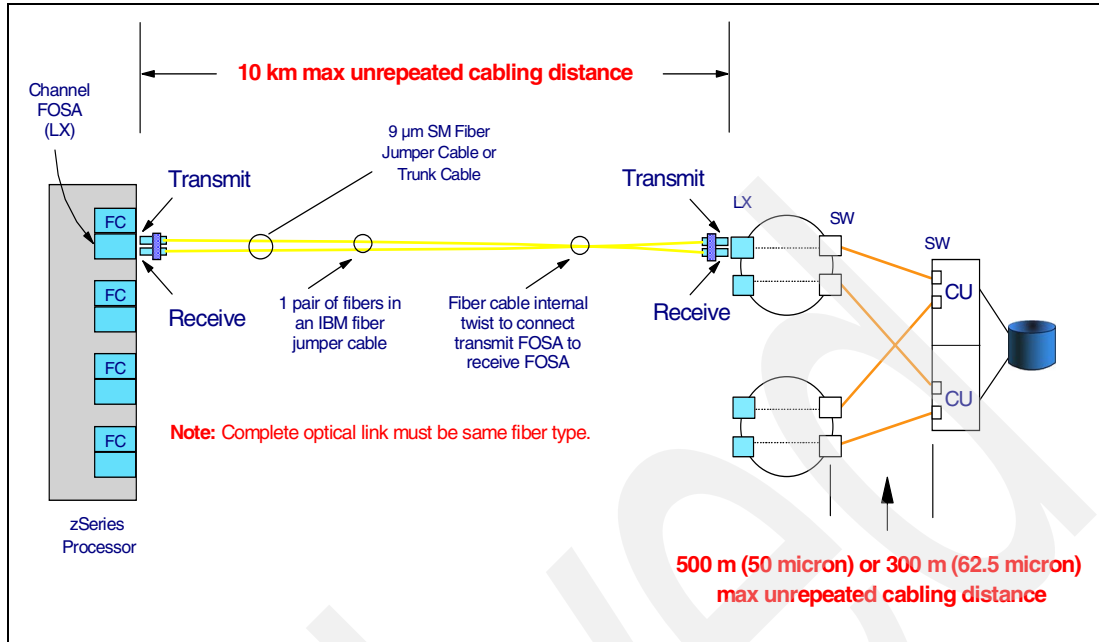 10 km max unrepeated cabling distance
Channel
FOSA
(LX)
9 µm SM Fiber
Jumper Cable or
Trunk Cable
Transmit
Transmit
LX
SW
SW
FC
FC
FC
FC
CU
CU
Receive
Receive
1 pair of fibers in
an IBM fiber
jumper cable
Fiber cable internal
twist to connect
transmit FOSA to
receive FOSA
Note: Complete optical link must be same fiber type.
zSeries
Processor
500 m (50 micron) or 300 m (62.5 micron)
max unrepeated cabling distance